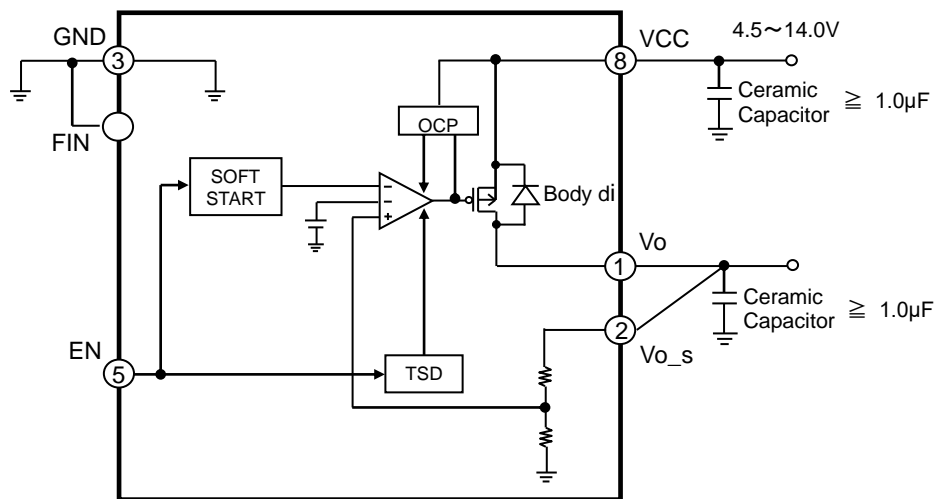 GND
3
FIN
VCC
8
4.5～14.0V
Ceramic
Capacitor ≧ 1.0µF
OCP
SOFT
START
−
−
+
Body di
Vo
1
Ceramic
Capacitor ≧ 1.0µF
2
Vo_s
EN
5
TSD